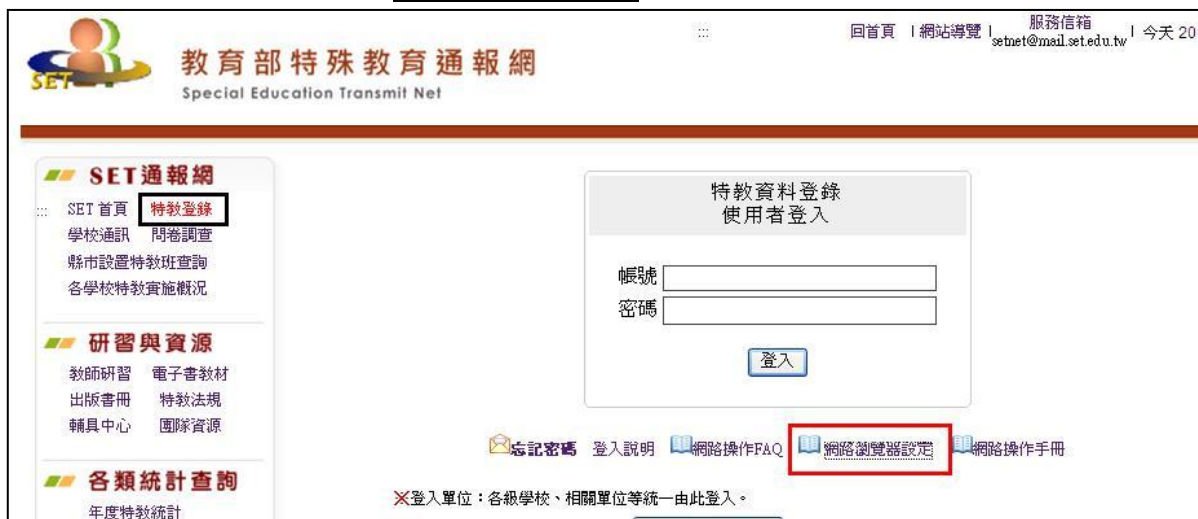 ::: 回首頁 | 網站導覽 | 服務信箱 setnet@mail.set.edu.tw | 今天 20
SET
教育部特殊教育通報網
Special Education Transmit Net
SET通報網
::: SET 首頁 特教登錄
學校通訊 問卷調查
縣市設置特教班查詢
各學校特教實施概況
研習與資源
教師研習 電子書教材
出版書冊 特教法規
輔具中心 團隊資源
各類統計查詢
年度特教統計
特教資料登錄
使用者登入
帳號
密碼
登入
忘記密碼 登入說明 網路操作FAQ 網路瀏覽器設定 網路操作手冊
※登入單位：各級學校、相關單位等統一由此登入。